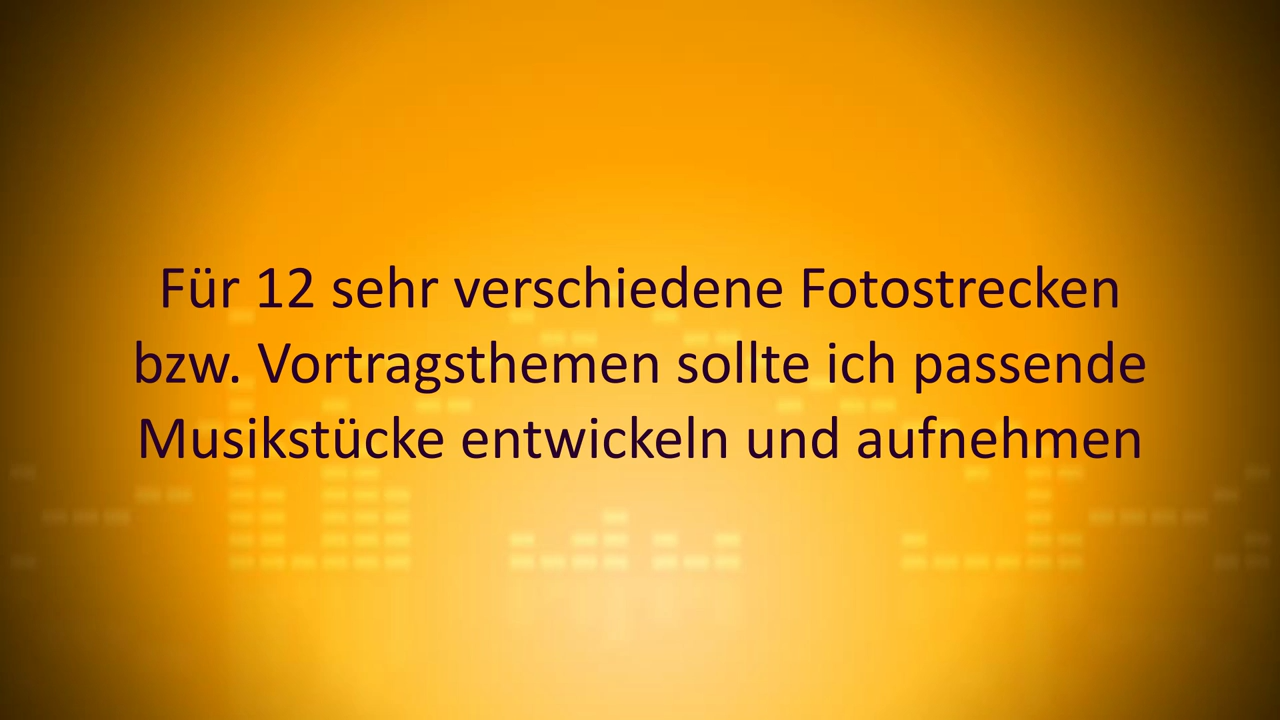 Für 12 sehr verschiedene Fotostrecken
bzw. Vortragsthemen sollte ich passende
Musikstücke entwickeln und aufnehmen